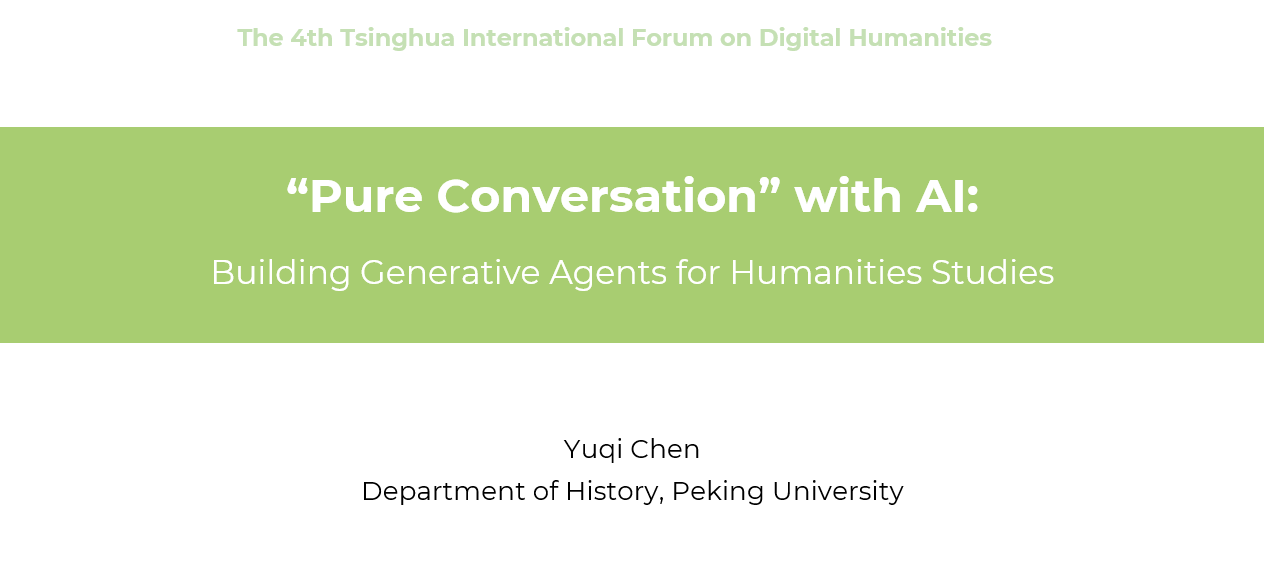 The 4th Tsinghua International Forum on Digital Humanities
“Pure Conversation” with AI:
Building Generative Agents for Humanities Studies
Yuqi Chen
Department of History, Peking University